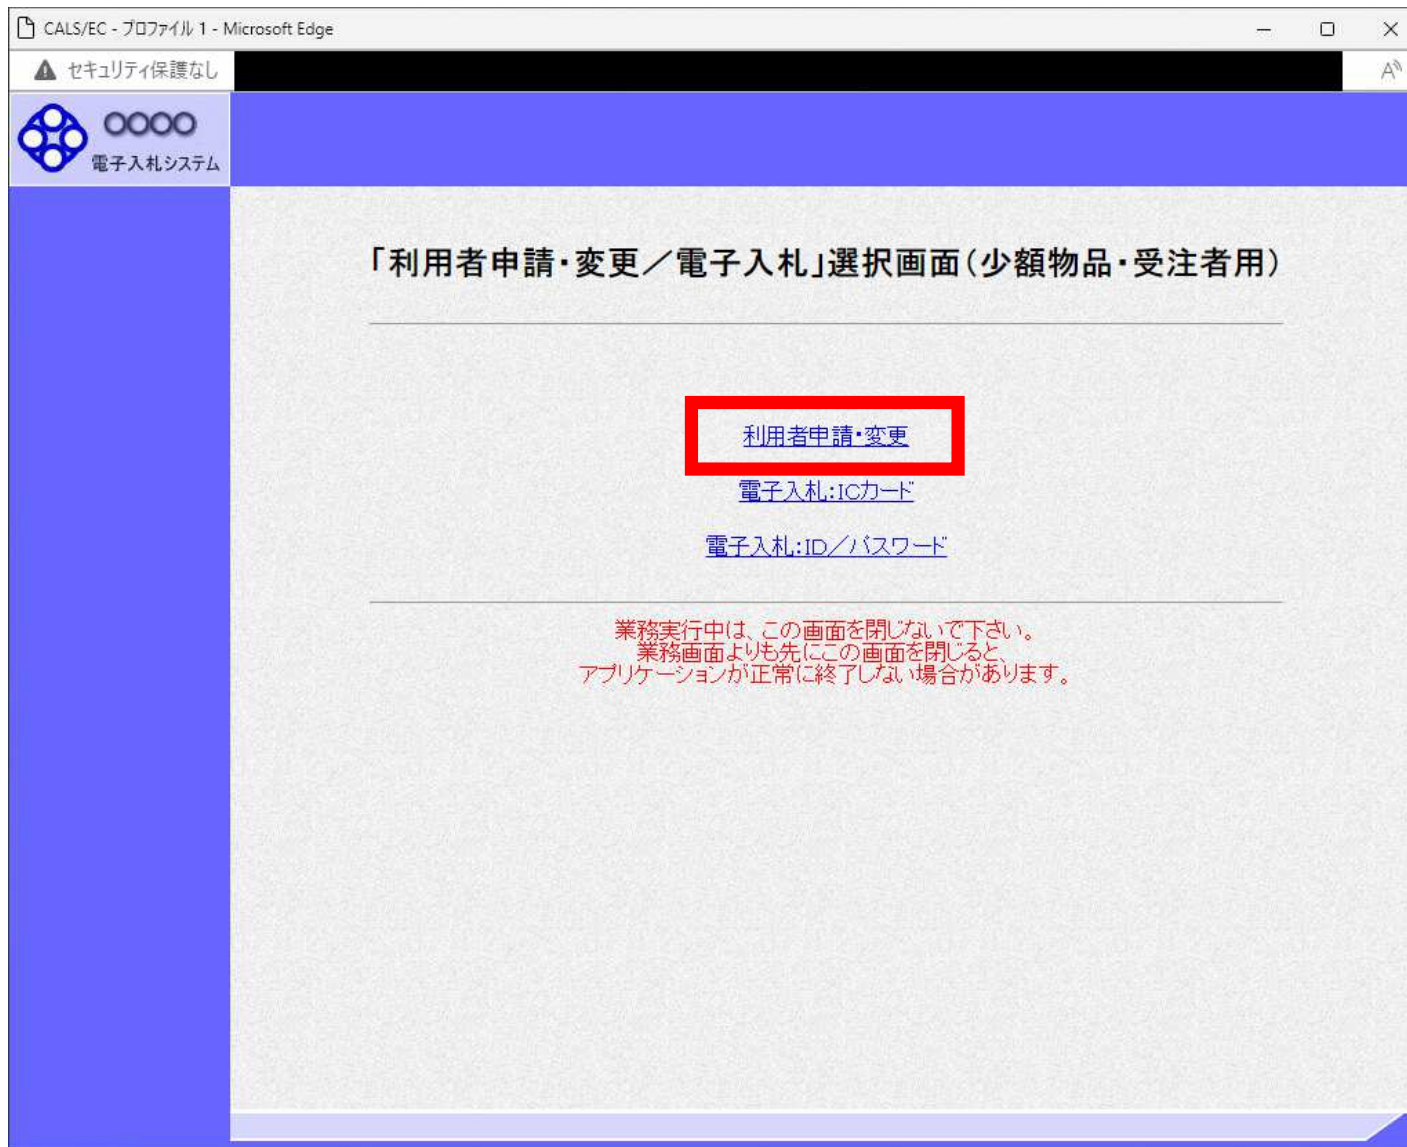 CALS/EC - プロファイル 1 - Microsoft Edge
セキュリティ保護なし
A
○○○○
電子入札システム
「利用者申請・変更／電子入札」選択画面(少額物品・受注者用)
利用者申請・変更
電子入札:ICカード
電子入札:ID／パスワード
業務実行中は、この画面を閉じないで下さい。
業務画面よりも先にこの画面を閉じると、
アプリケーションが正常に終了しない場合があります。